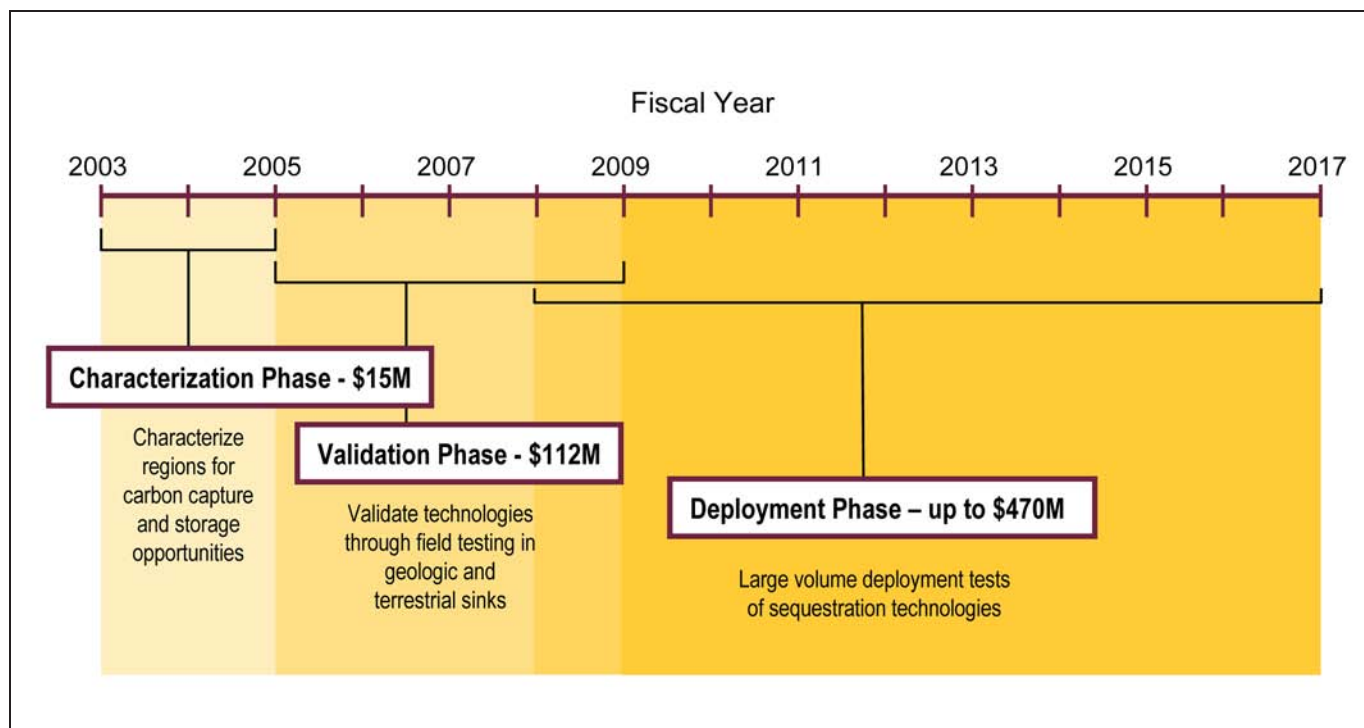 Fiscal Year
2003 2005 2007 2009 2011 2013 2015 2017
Characterization Phase - $15M
Characterize
regions for
carbon capture
and storage
opportunities
Validation Phase - $112M
Validate technologies
through field testing in
geologic and
terrestrial sinks
Deployment Phase – up to $470M
Large volume deployment tests
of sequestration technologies